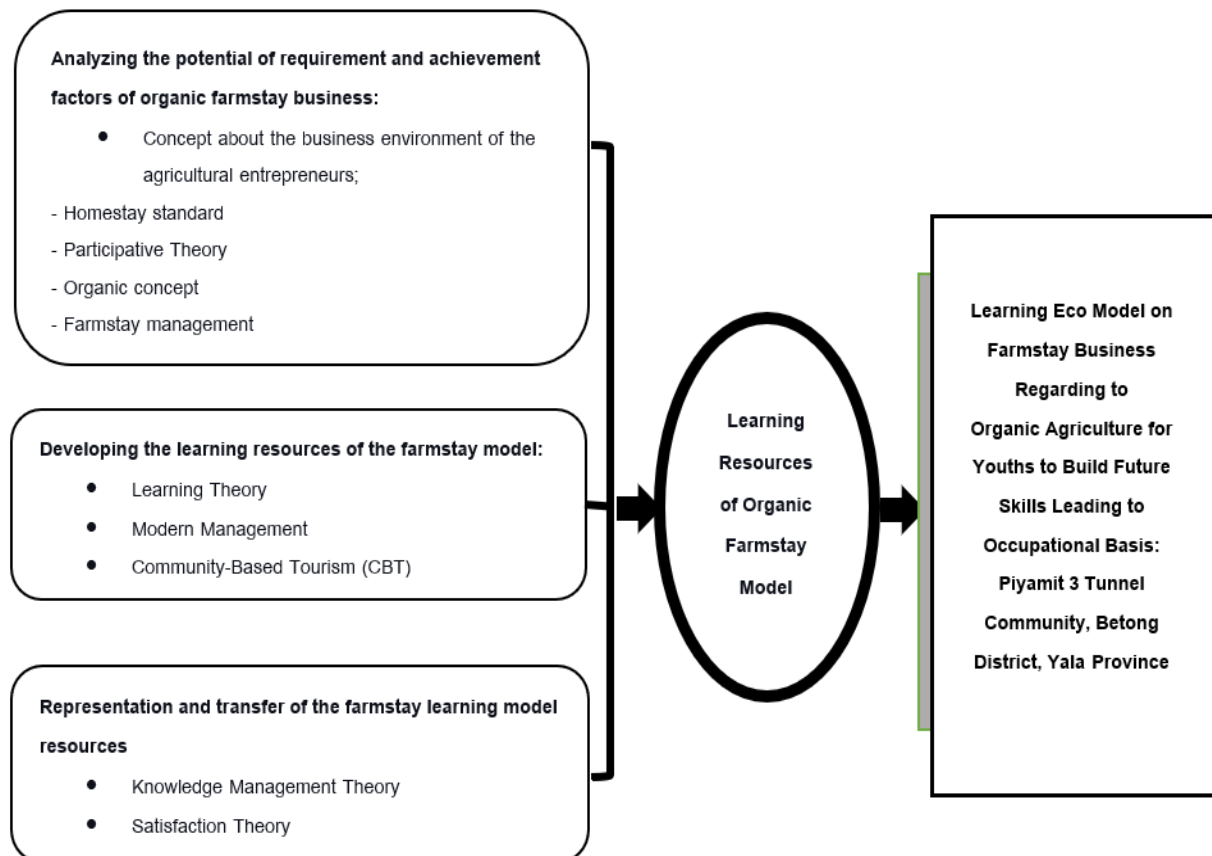 Analyzing the potential of requirement and achievement
factors of organic farmstay business:
• Concept about the business environment of the
agricultural entrepreneurs;
- Homestay standard
- Participative Theory
- Organic concept
- Farmstay management
Developing the learning resources of the farmstay model:
• Learning Theory
• Modern Management
• Community-Based Tourism (CBT)
Representation and transfer of the farmstay learning model
resources
• Knowledge Management Theory
• Satisfaction Theory
Learning
Resources
of Organic
Farmstay
Model
Learning Eco Model on
Farmstay Business
Regarding to
Organic Agriculture for
Youths to Build Future
Skills Leading to
Occupational Basis:
Piyamit 3 Tunnel
Community, Betong
District, Yala Province